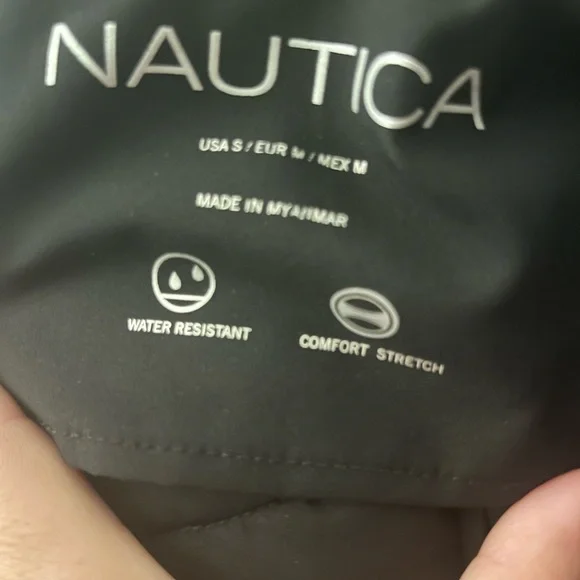 NAUTICA
USA S / EUR M / MEX M
MADE IN MYANMAR
WATER RESISTANT
COMFORT STRETCH